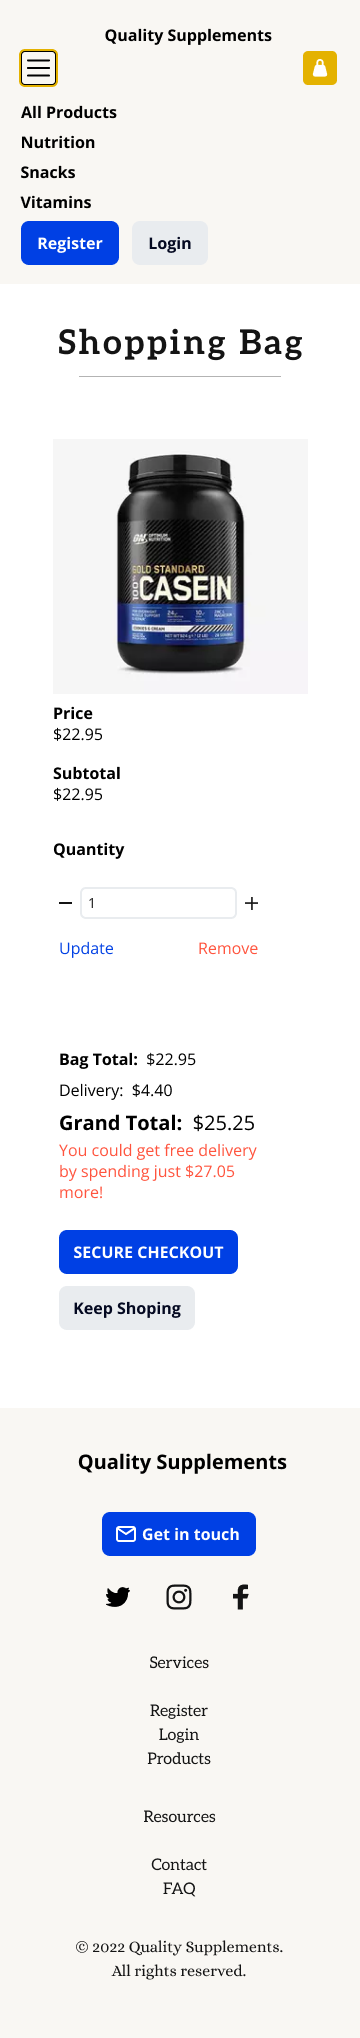 Quality Supplements
All Products
Nutrition
Snacks
Vitamins
Register
Login
Shopping Bag
ON OPTIMUM
NUTRITION
GOLD STANDARD
100% CASEIN
COOKIES & CREAM
Price
$22.95
Subtotal
$22.95
Quantity
1
Update
Remove
Bag Total: $22.95
Delivery: $4.40
Grand Total: $25.25
You could get free delivery
by spending just $27.05
more!
SECURE CHECKOUT
Keep Shoping
Quality Supplements
Get in touch
Services
Register
Login
Products
Resources
Contact
FAQ
© 2022 Quality Supplements.
All rights reserved.